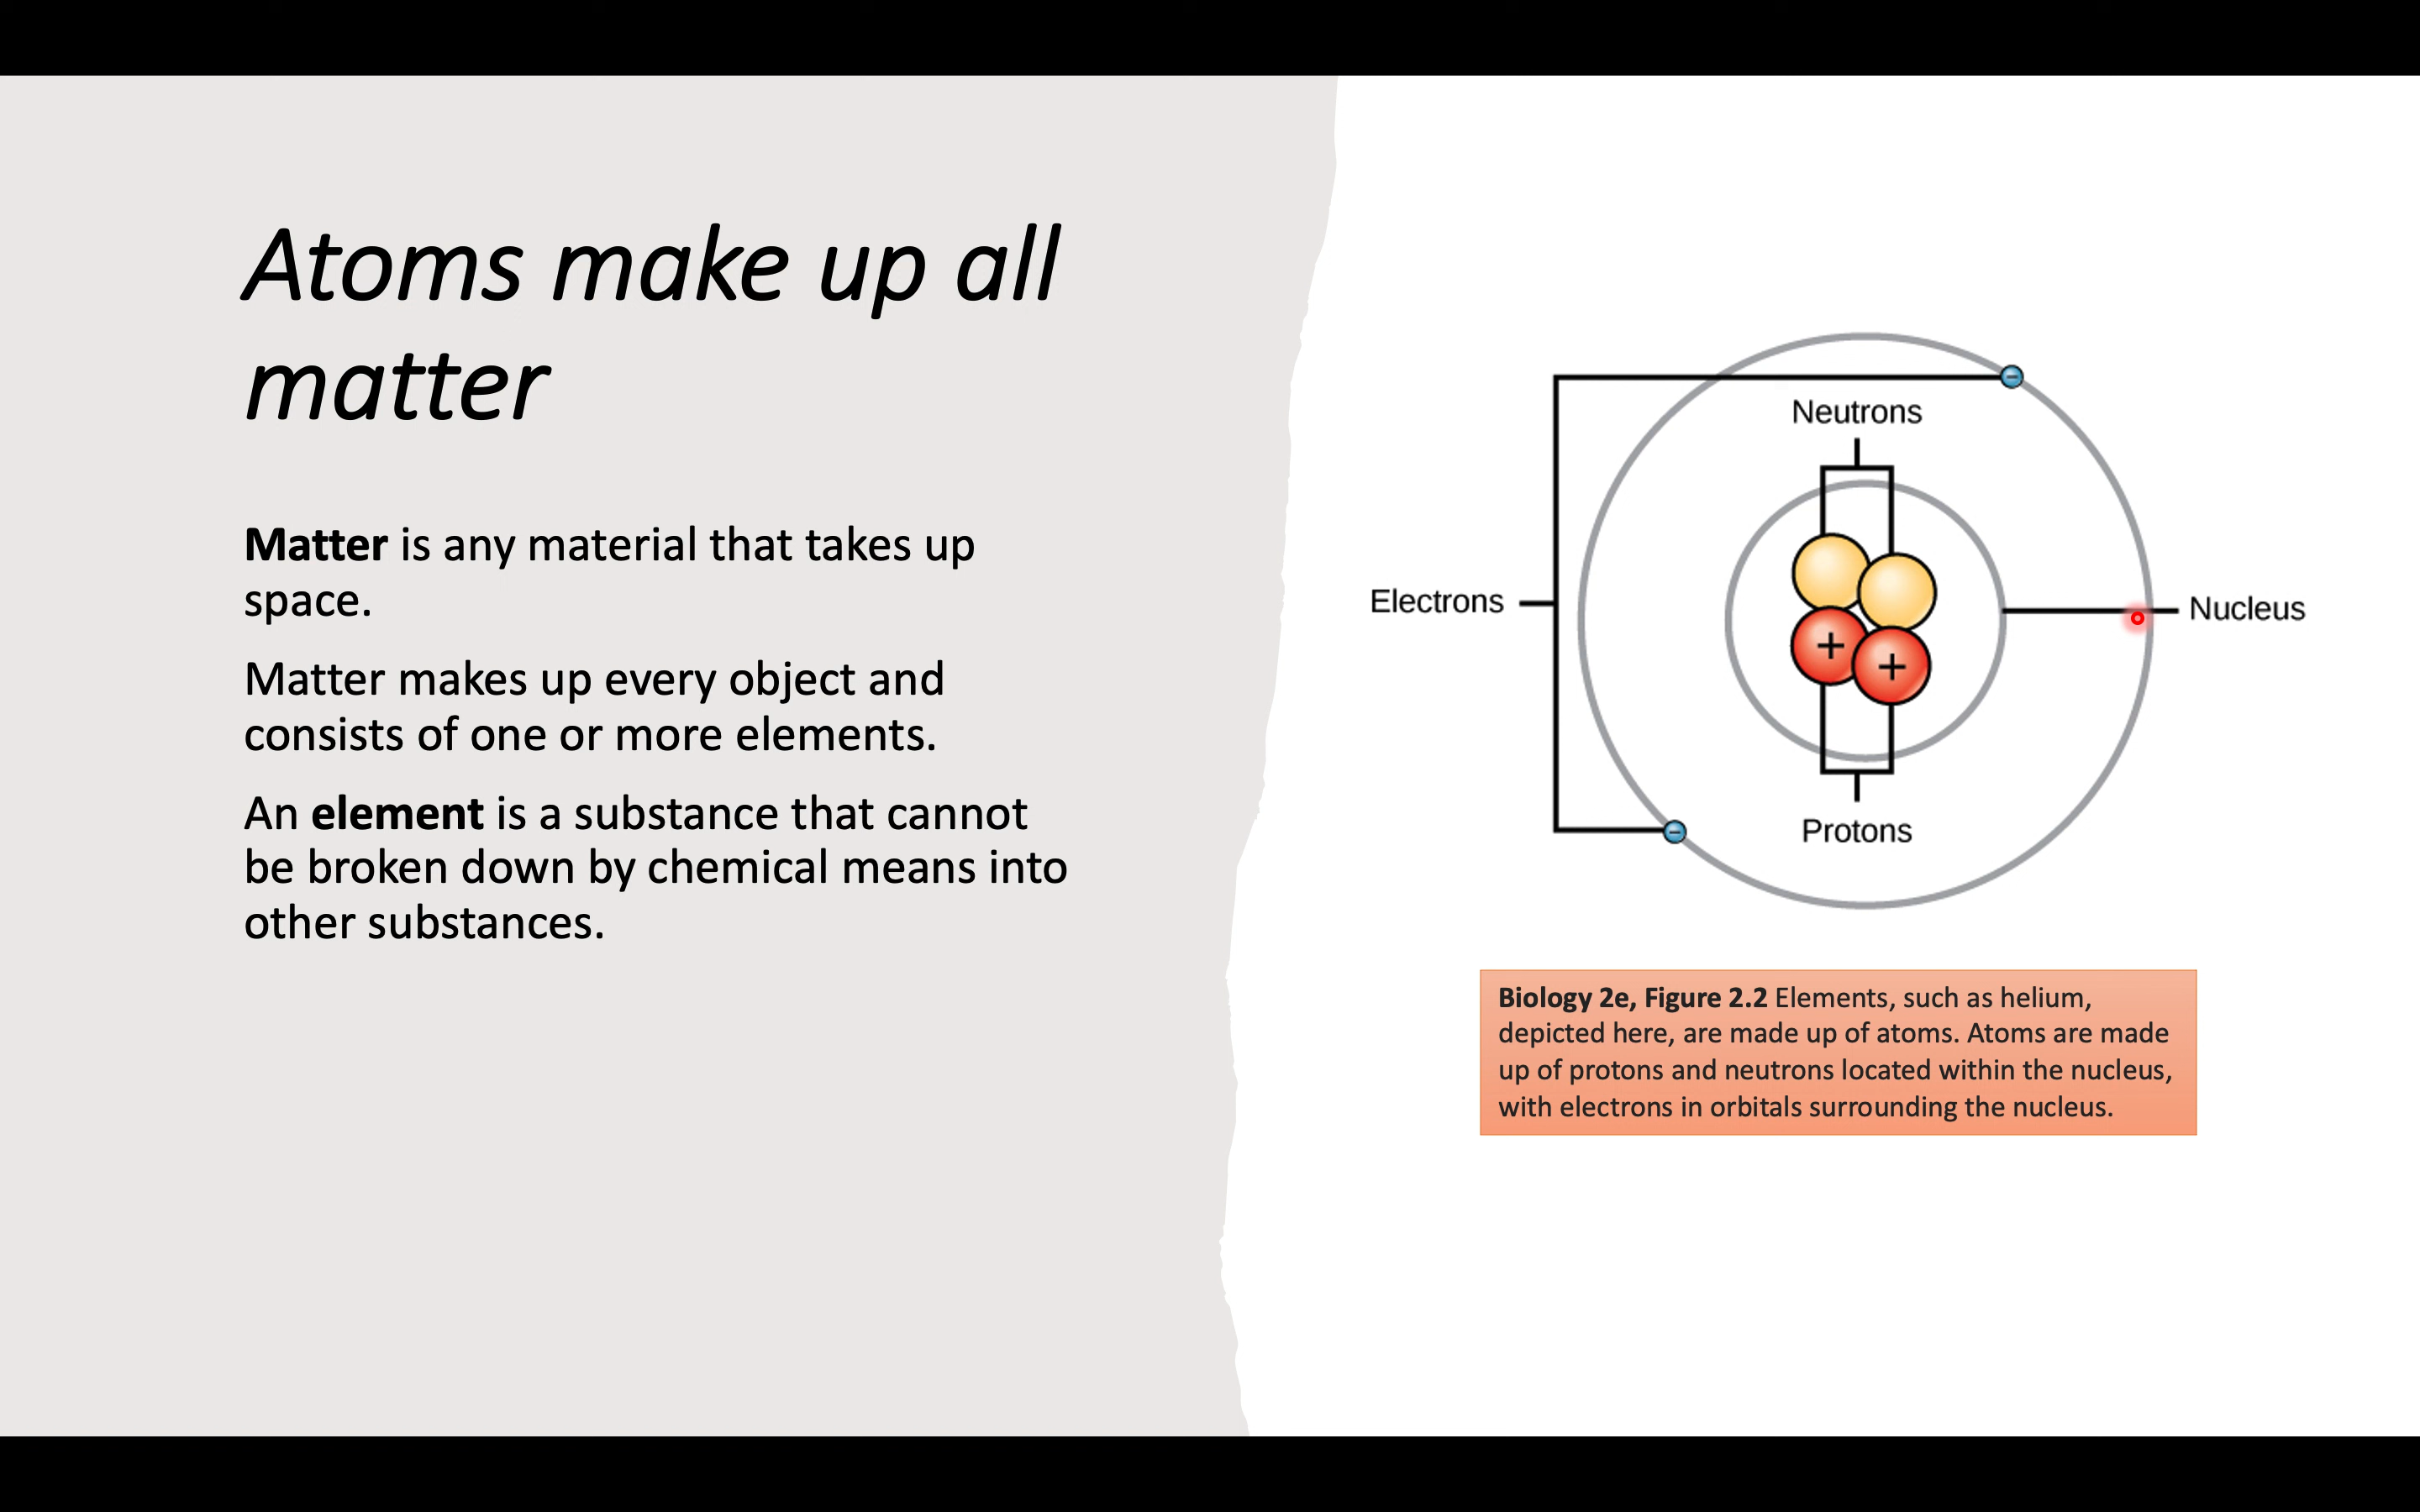 Atoms make up all
matter
Matter is any material that takes up
space.
Matter makes up every object and
consists of one or more elements.
An element is a substance that cannot
be broken down by chemical means into
other substances.
−
Neutrons
Electrons
Nucleus
+
+
−
Protons
Biology 2e, Figure 2.2 Elements, such as helium,
depicted here, are made up of atoms. Atoms are made
up of protons and neutrons located within the nucleus,
with electrons in orbitals surrounding the nucleus.